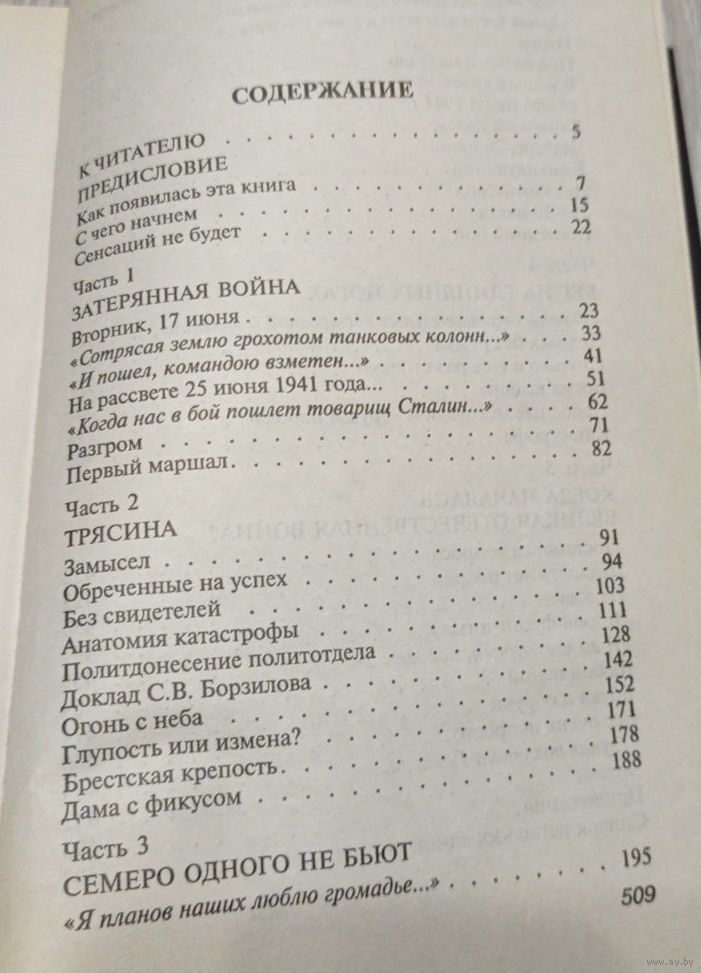 СОДЕРЖАНИЕ
К ЧИТАТЕЛЮ . . . . . . . . . . . . . . . . 5
ПРЕДИСЛОВИЕ
Как появилась эта книга . . . . . . . . . . . 7
С чего начнем . . . . . . . . . . . . . . . 15
Сенсаций не будет . . . . . . . . . . . . . 22
Часть 1
ЗАТЕРЯННАЯ ВОЙНА
Вторник, 17 июня . . . . . . . . . . . . . . 23
«Сотрясая землю грохотом танковых колонн...» . . . 33
«И пошел, командою взметен...» . . . . . . . . 41
На рассвете 25 июня 1941 года... . . . . . . . . 51
«Когда нас в бой пошлет товарищ Сталин...» . . . . 62
Разгром . . . . . . . . . . . . . . . . . . 71
Первый маршал. . . . . . . . . . . . . . . . 82
Часть 2
ТРЯСИНА
Замысел . . . . . . . . . . . . . . . . . . 91
Обреченные на успех . . . . . . . . . . . . . 94
Без свидетелей . . . . . . . . . . . . . . . 103
Анатомия катастрофы . . . . . . . . . . . . . 111
Политдонесение политотдела . . . . . . . . . . 128
Доклад С.В. Борзилова . . . . . . . . . . . . 142
Огонь с неба . . . . . . . . . . . . . . . . 152
Глупость или измена? . . . . . . . . . . . . 171
Брестская крепость. . . . . . . . . . . . . . 178
Дама с фикусом . . . . . . . . . . . . . . . 188
Часть 3
СЕМЕРО ОДНОГО НЕ БЬЮТ
«Я планов наших люблю громадье...» . . . . . . . 195
509
www.ay.by